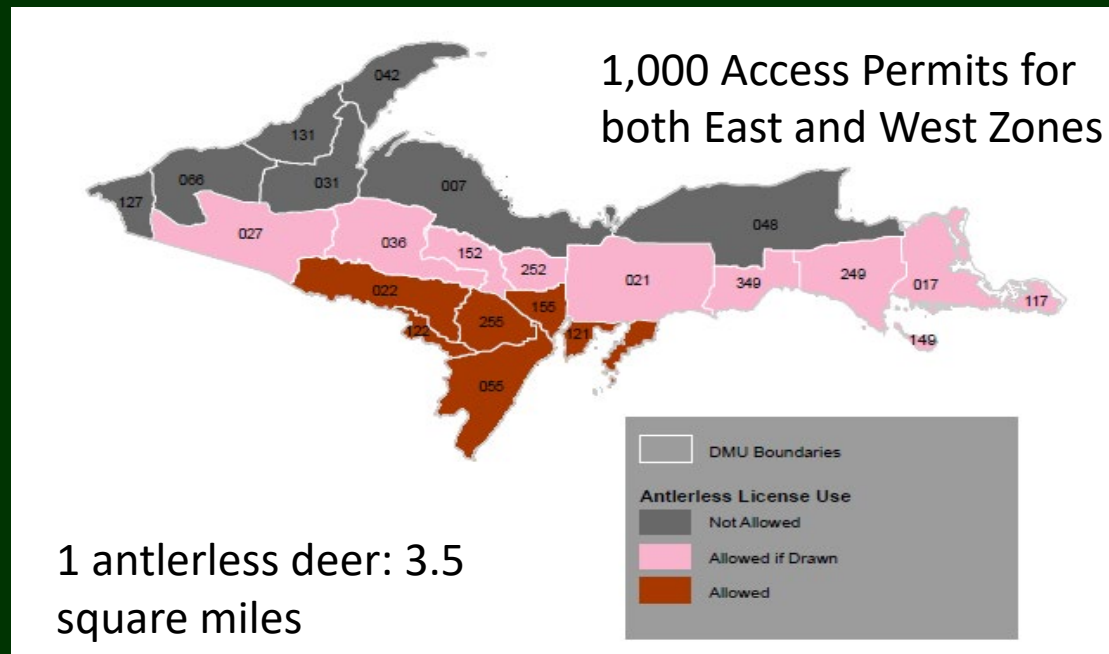 1,000 Access Permits for
both East and West Zones
042
131
066
031
007
127
048
027
036
152
252
021
349
249
017
117
022
155
255
122
121
149
055
DMU Boundaries
Antlerless License Use
Not Allowed
Allowed if Drawn
Allowed
1 antlerless deer: 3.5
square miles